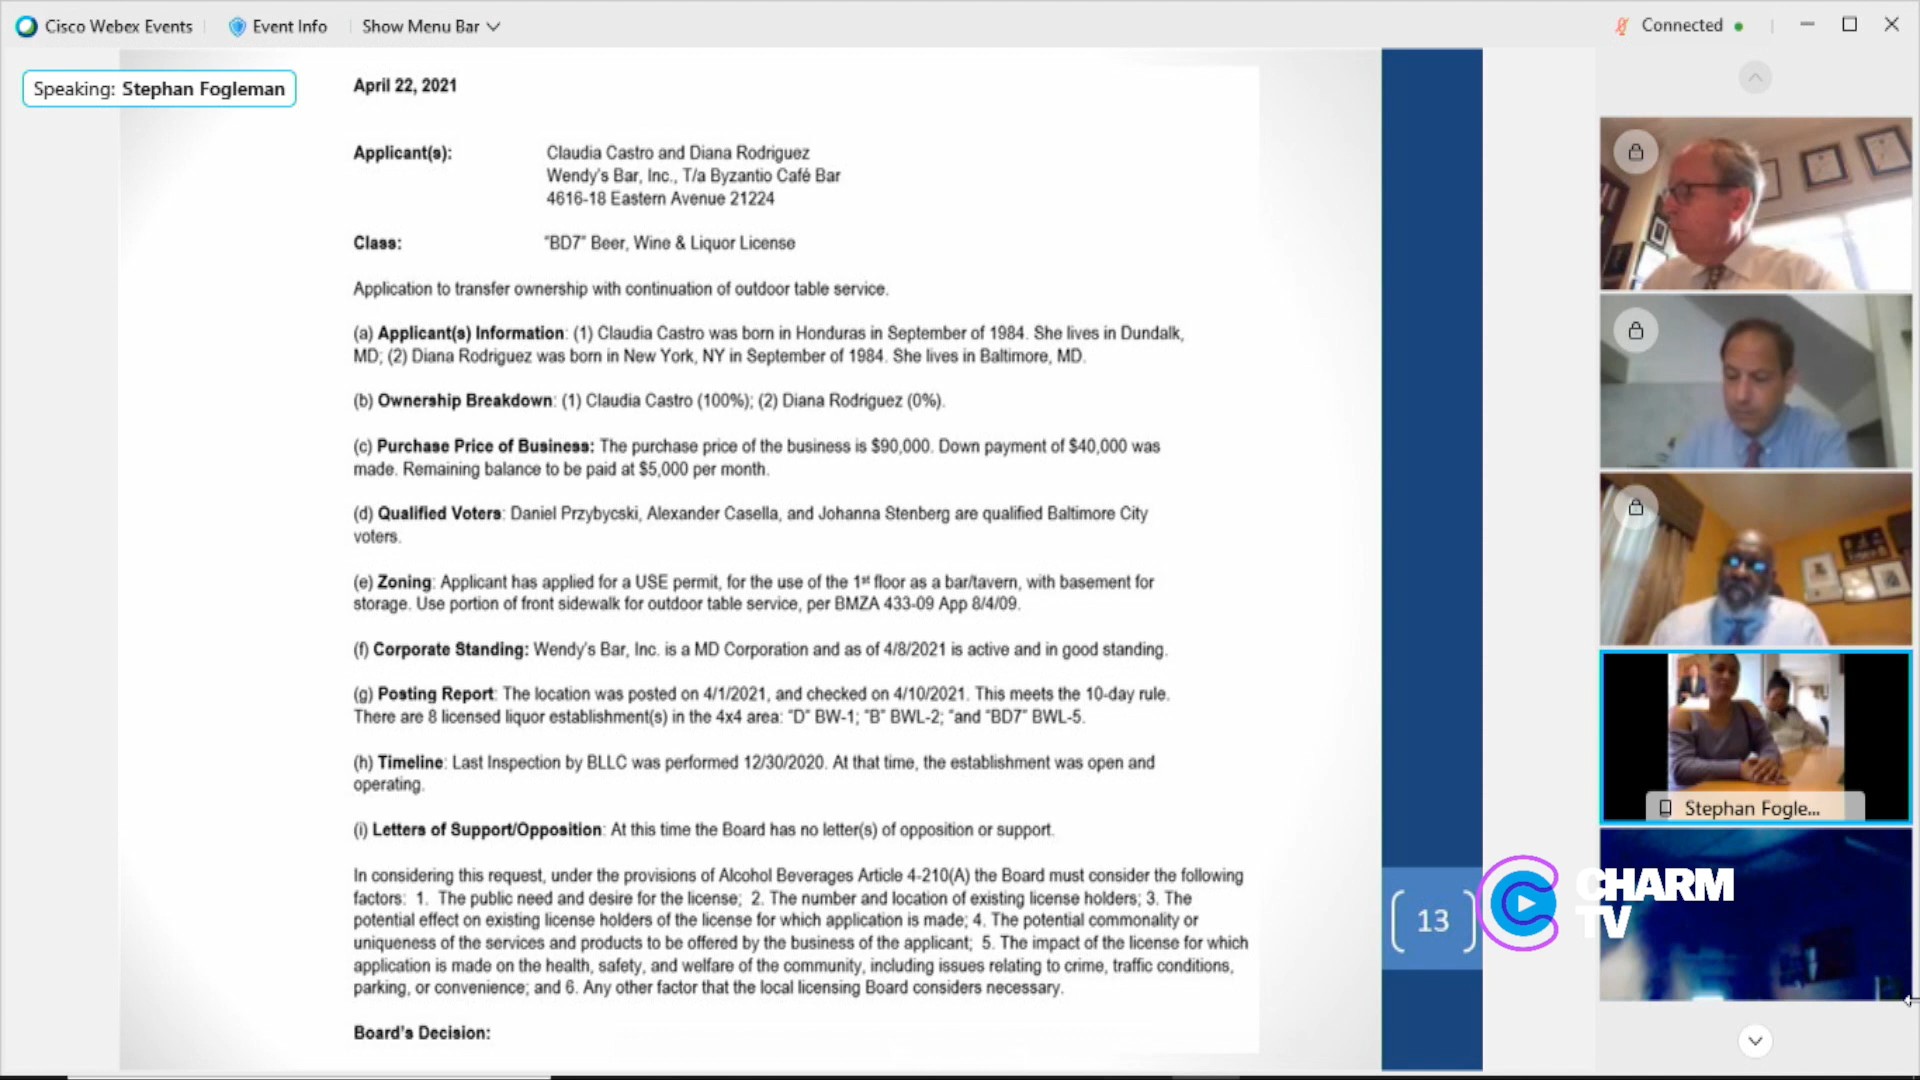 Cisco Webex Events
Event Info
Show Menu Bar
Connected
Speaking: Stephan Fogleman
April 22, 2021
Applicant(s):
Claudia Castro and Diana Rodriguez
Wendy's Bar, Inc., T/a Byzantio Café Bar
4616-18 Eastern Avenue 21224
Class:
"BD7" Beer, Wine & Liquor License
Application to transfer ownership with continuation of outdoor table service.
(a) Applicant(s) Information: (1) Claudia Castro was born in Honduras in September of 1984. She lives in Dundalk,
MD; (2) Diana Rodriguez was born in New York, NY in September of 1984. She lives in Baltimore, MD.
(b) Ownership Breakdown: (1) Claudia Castro (100%); (2) Diana Rodriguez (0%).
(c) Purchase Price of Business: The purchase price of the business is $90,000. Down payment of $40,000 was
made. Remaining balance to be paid at $5,000 per month.
(d) Qualified Voters: Daniel Przybycski, Alexander Casella, and Johanna Stenberg are qualified Baltimore City
voters.
(e) Zoning: Applicant has applied for a USE permit, for the use of the 1st floor as a bar/tavern, with basement for
storage. Use portion of front sidewalk for outdoor table service, per BMZA 433-09 App 8/4/09.
(f) Corporate Standing: Wendy's Bar, Inc. is a MD Corporation and as of 4/8/2021 is active and in good standing.
(g) Posting Report: The location was posted on 4/1/2021, and checked on 4/10/2021. This meets the 10-day rule.
There are 8 licensed liquor establishment(s) in the 4x4 area: "D" BW-1; "B" BWL-2; "and "BD7" BWL-5.
(h) Timeline: Last Inspection by BLLC was performed 12/30/2020. At that time, the establishment was open and
operating.
(i) Letters of Support/Opposition: At this time the Board has no letter(s) of opposition or support.
In considering this request, under the provisions of Alcohol Beverages Article 4-210(A) the Board must consider the following
factors: 1. The public need and desire for the license; 2. The number and location of existing license holders; 3. The
potential effect on existing license holders of the license for which application is made; 4. The potential commonality or
uniqueness of the services and products to be offered by the business of the applicant; 5. The impact of the license for which
application is made on the health, safety, and welfare of the community, including issues relating to crime, traffic conditions,
parking, or convenience; and 6. Any other factor that the local licensing Board considers necessary.
Board's Decision:
13
Stephan Fogle...
CHARM
TV